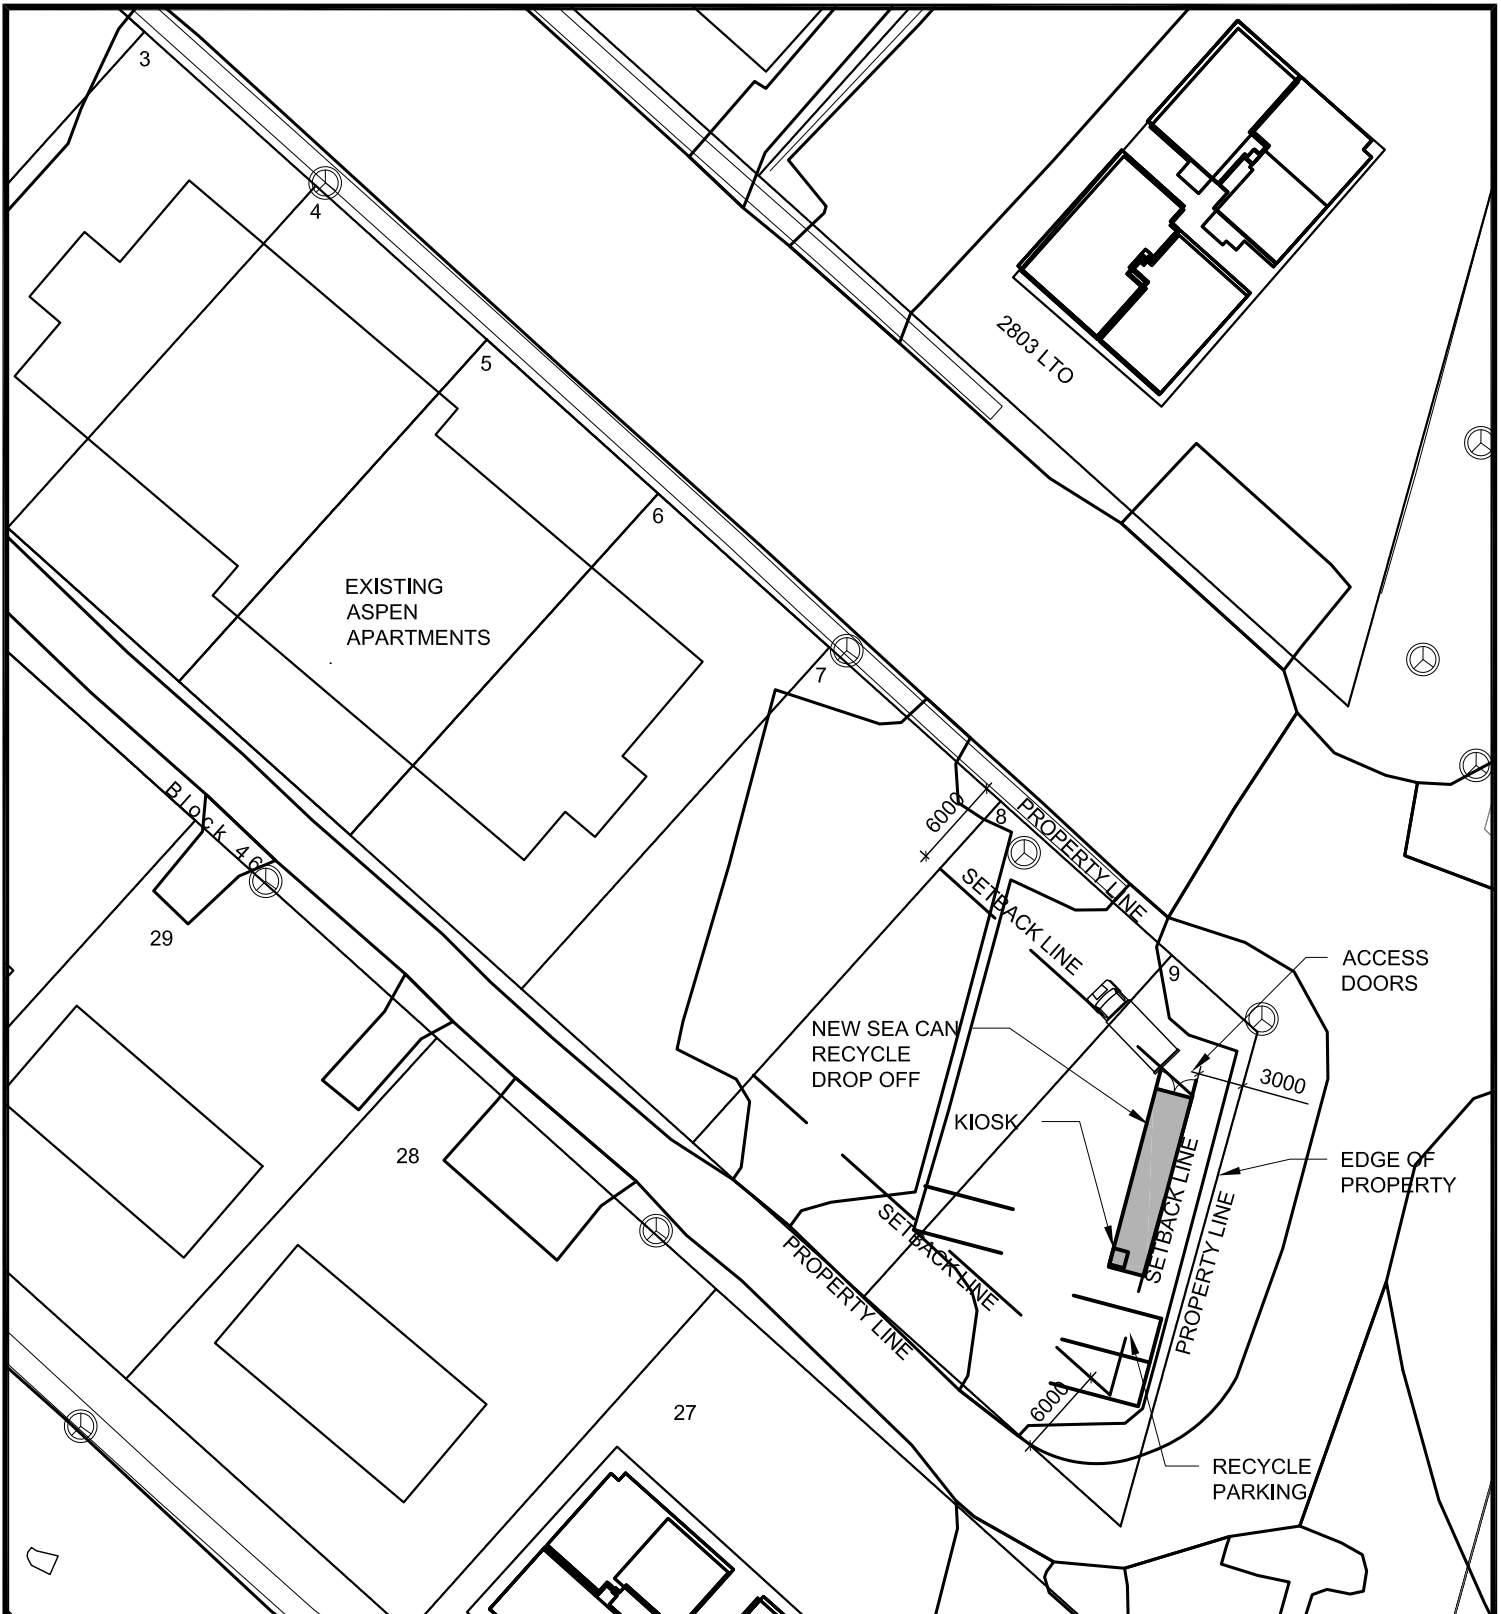 3
4
2803 LTO
5
6
EXISTING
ASPEN
APARTMENTS
7
Block 46
6000
8
PROPERTY LINE
SETBACK LINE
29
9
ACCESS
DOORS
NEW SEA CAN
RECYCLE
DROP OFF
3000
KIOSK
28
EDGE OF
PROPERTY
SETBACK LINE
SETBACK LINE
PROPERTY LINE
PROPERTY LINE
6000
27
RECYCLE
PARKING